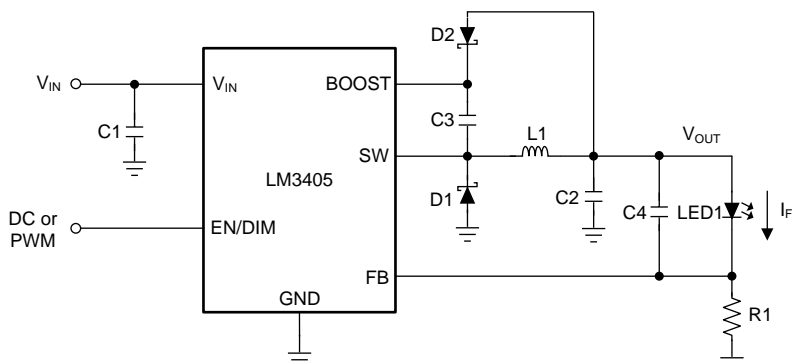 D2
V_IN
V_IN
BOOST
C1
C3
L1
V_OUT
SW
LM3405
D1
C2
C4
LED1
I_F
DC or
PWM
EN/DIM
FB
GND
R1